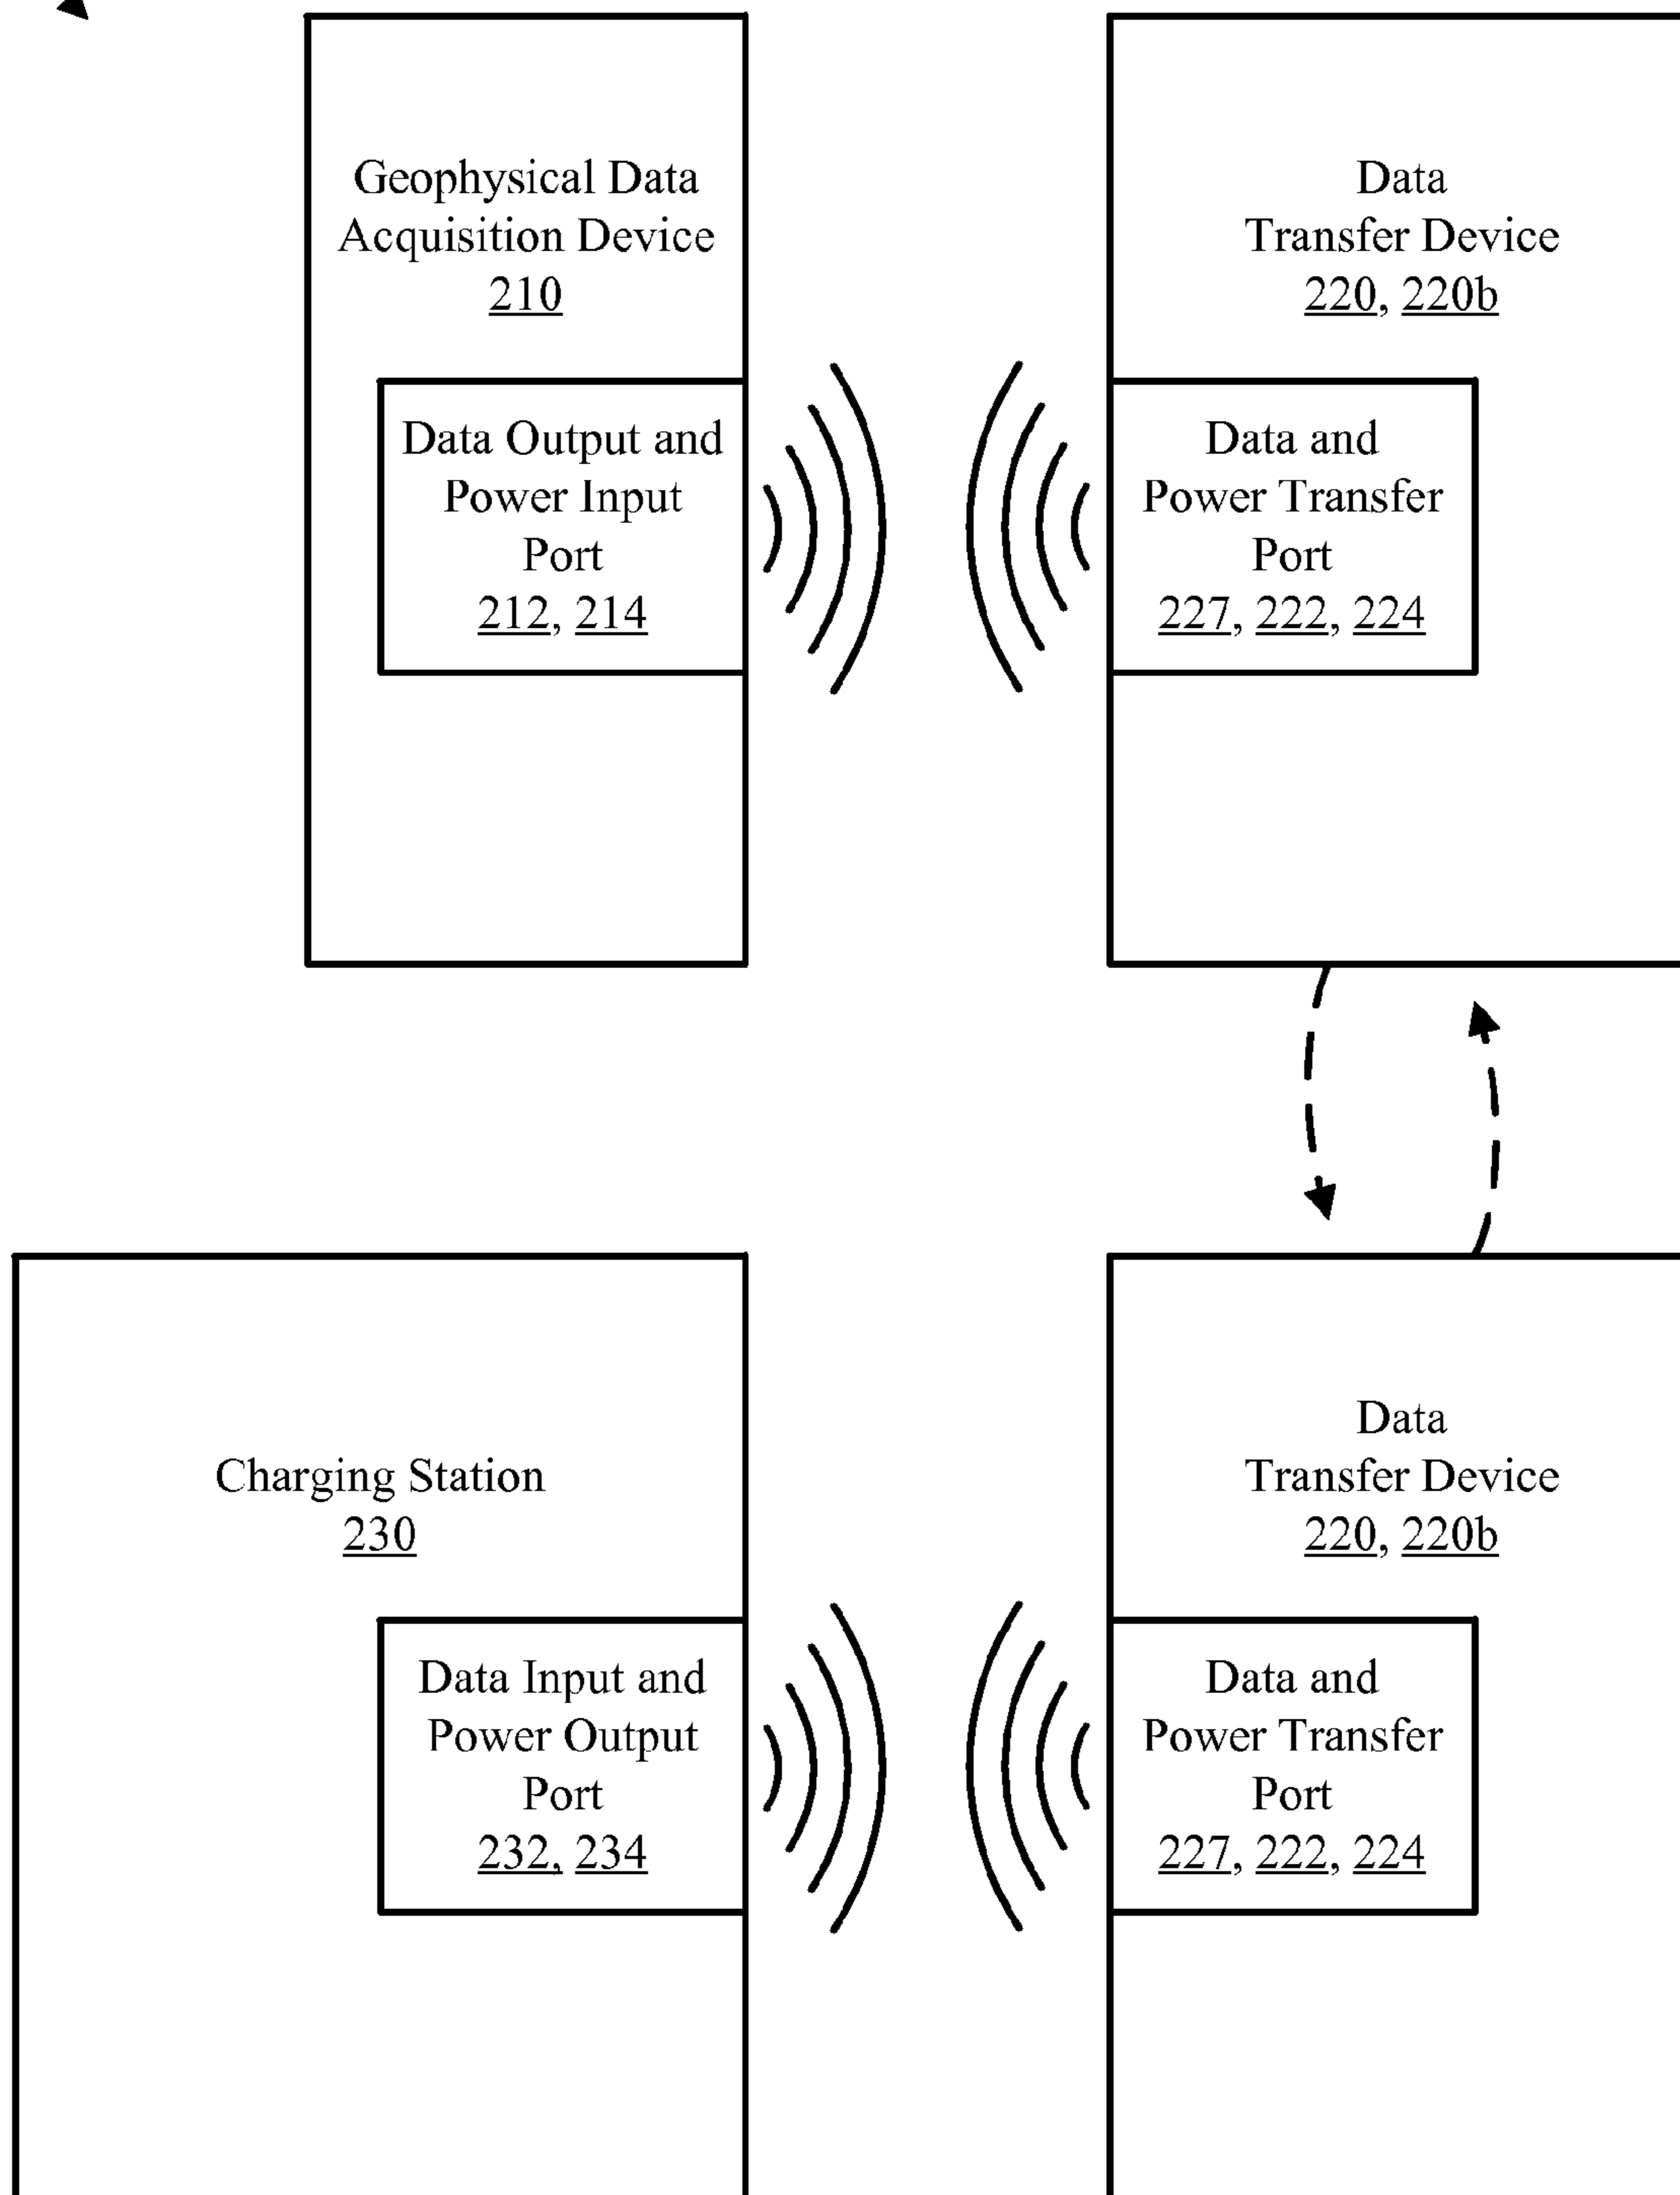 Geophysical Data
Acquisition Device
210
Data Output and
Power Input
Port
212, 214
Data
Transfer Device
220, 220b
Data and
Power Transfer
Port
227, 222, 224
Charging Station
230
Data Input and
Power Output
Port
232, 234
Data
Transfer Device
220, 220b
Data and
Power Transfer
Port
227, 222, 224